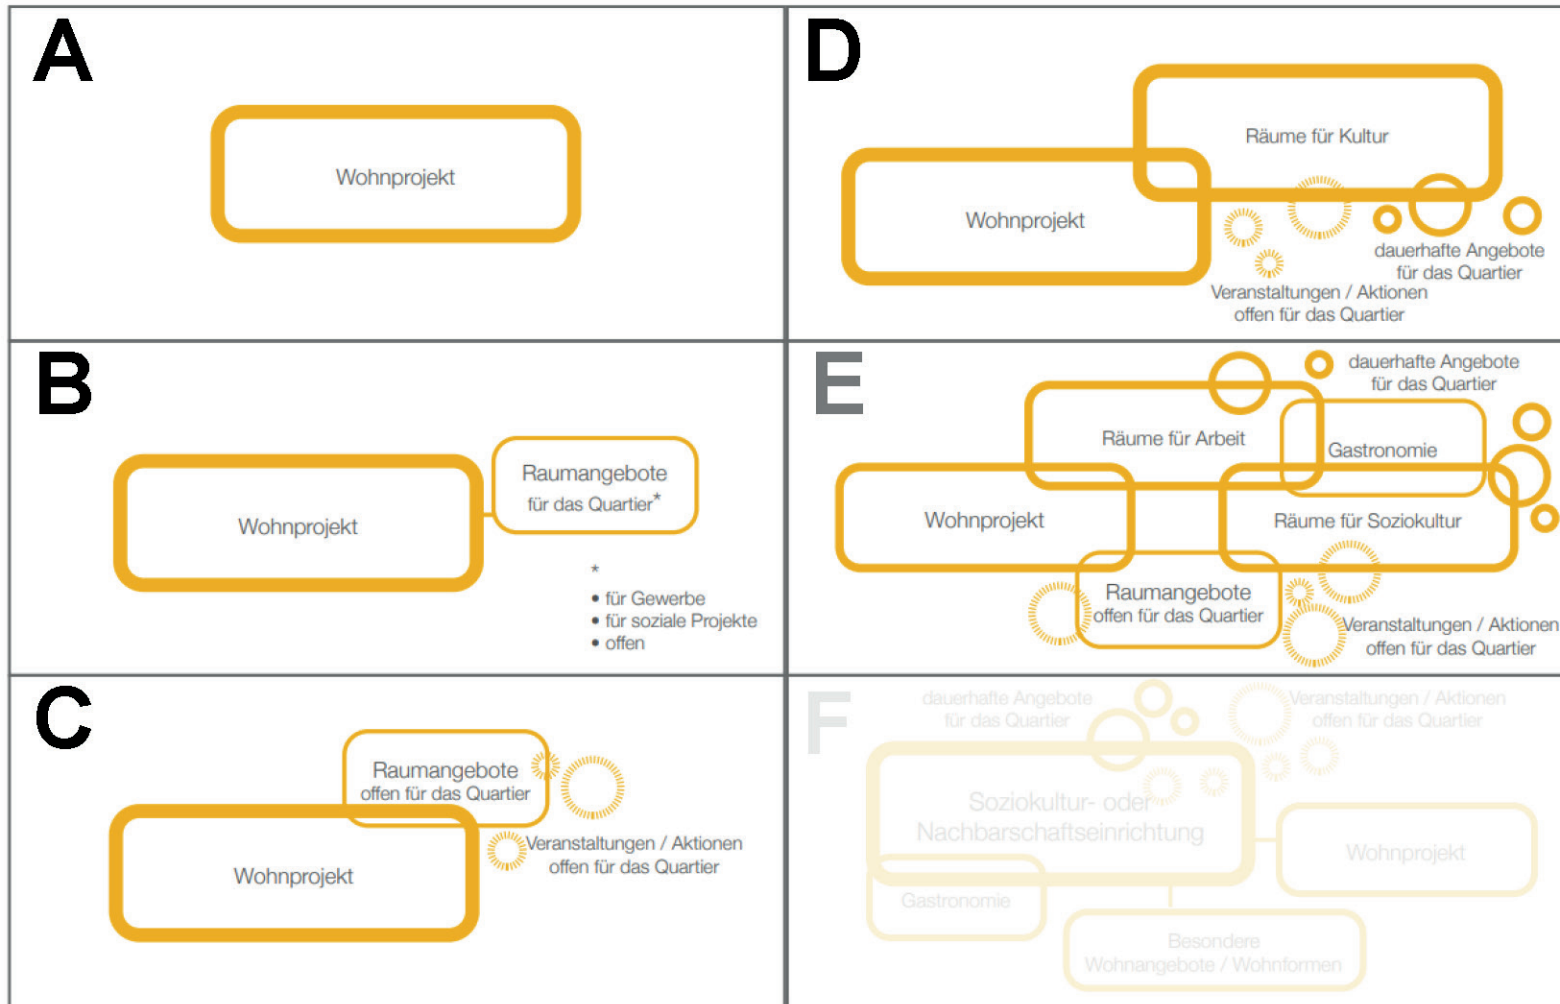 A
Wohnprojekt
B
Wohnprojekt
Raumangebote
für das Quartier*
*
• für Gewerbe
• für soziale Projekte
• offen
C
Raumangebote
offen für das Quartier
Veranstaltungen / Aktionen
offen für das Quartier
Wohnprojekt
D
Räume für Kultur
Wohnprojekt
dauerhafte Angebote
für das Quartier
Veranstaltungen / Aktionen
offen für das Quartier
E
dauerhafte Angebote
für das Quartier
Räume für Arbeit
Gastronomie
Wohnprojekt
Räume für Soziokultur
Raumangebote
offen für das Quartier
Veranstaltungen / Aktionen
offen für das Quartier
F
dauerhafte Angebote
für das Quartier
Veranstaltungen / Aktionen
offen für das Quartier
Soziokultur- oder
Nachbarschaftseinrichtung
Wohnprojekt
Gastronomie
Besondere
Wohnangebote / Wohnformen